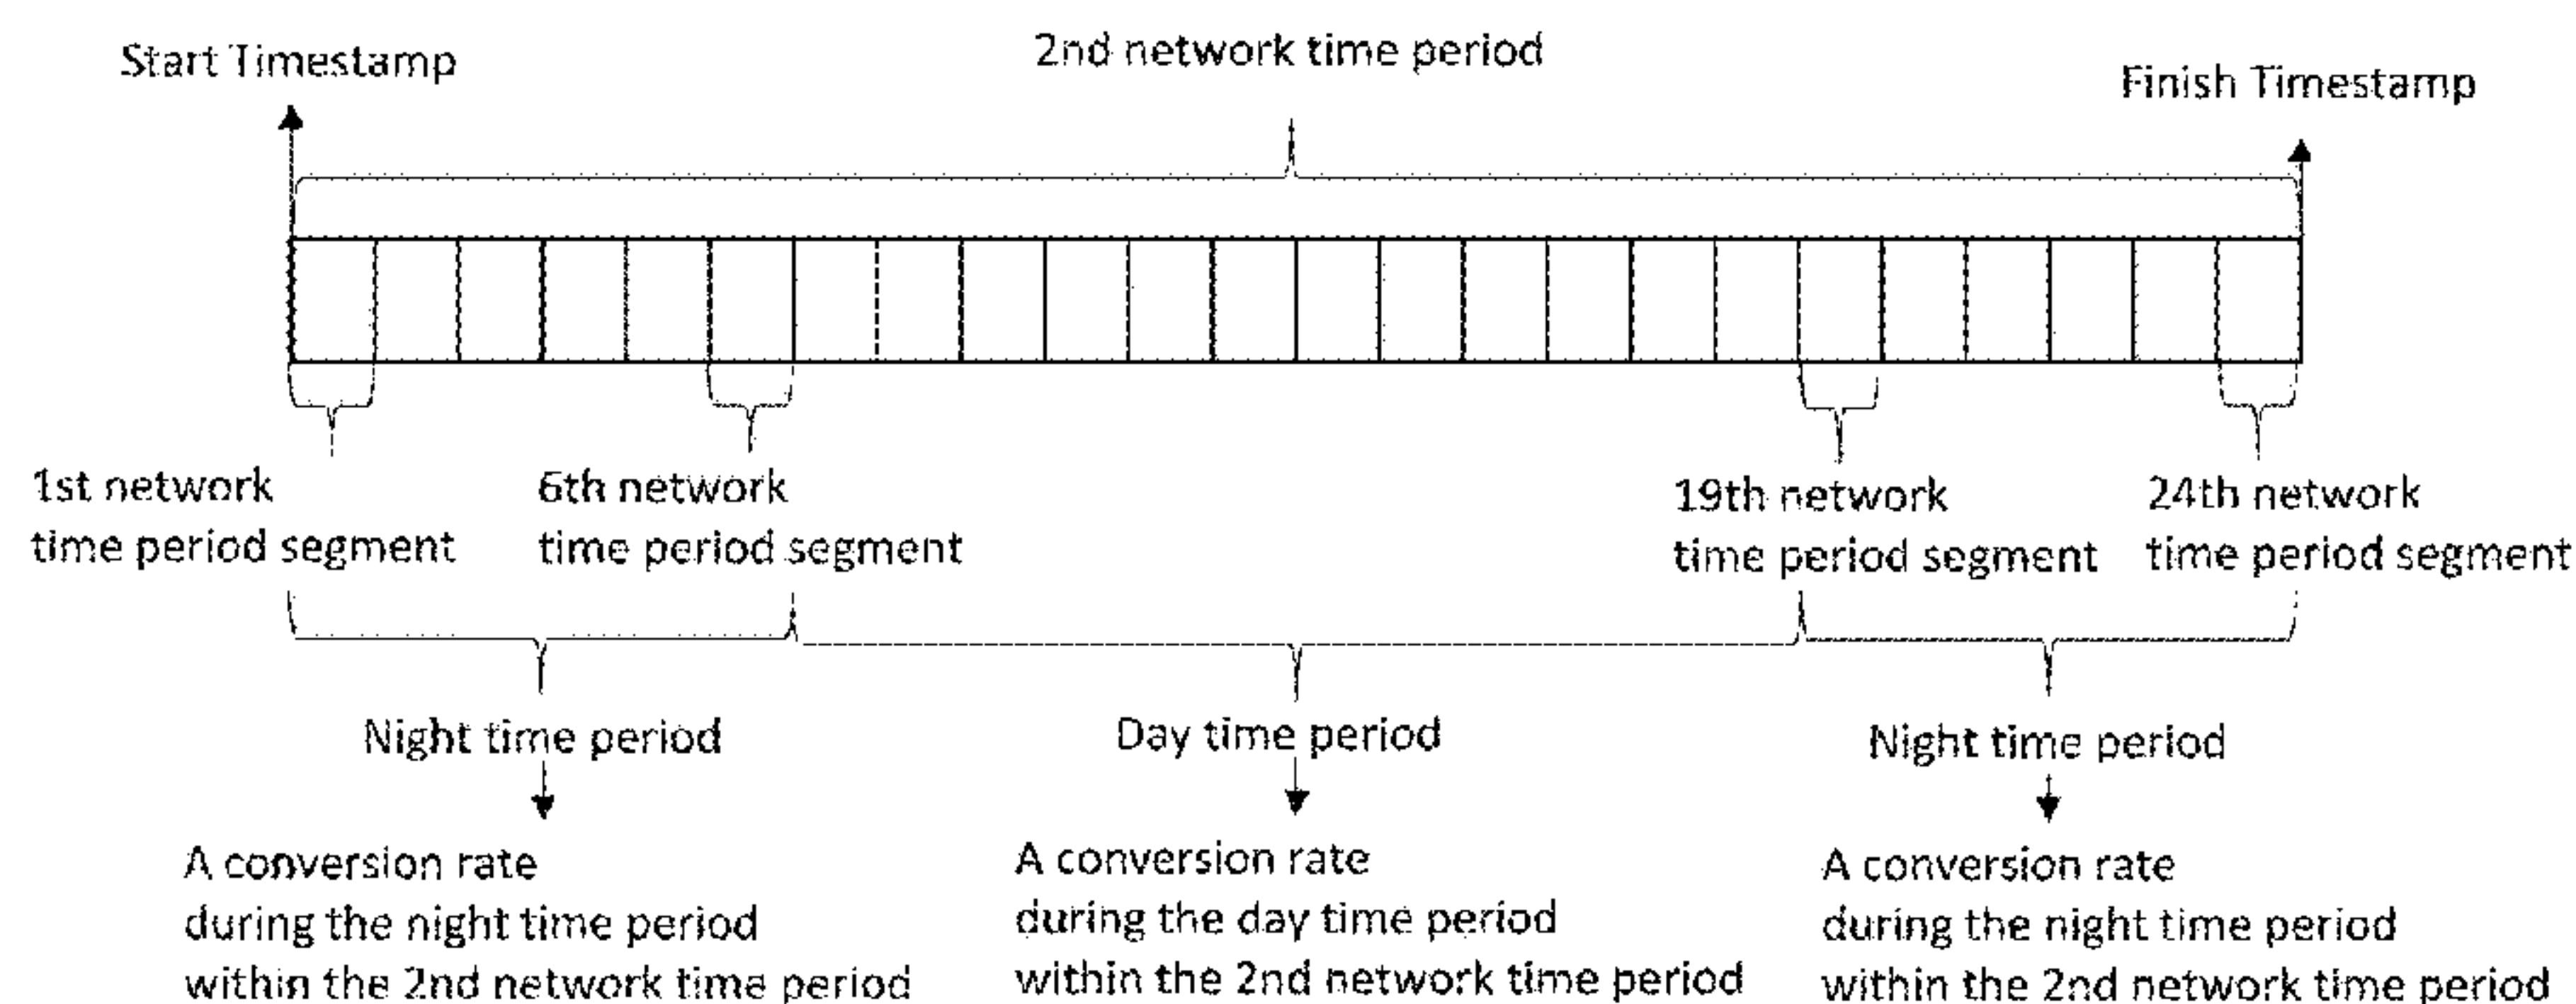 Start Timestamp
2nd network time period
Finish Timestamp
1st network
time period segment
6th network
time period segment
19th network
time period segment
24th network
time period segment
Night time period
Day time period
Night time period
A conversion rate
during the night time period
within the 2nd network time period
A conversion rate
during the day time period
within the 2nd network time period
A conversion rate
during the night time period
within the 2nd network time period